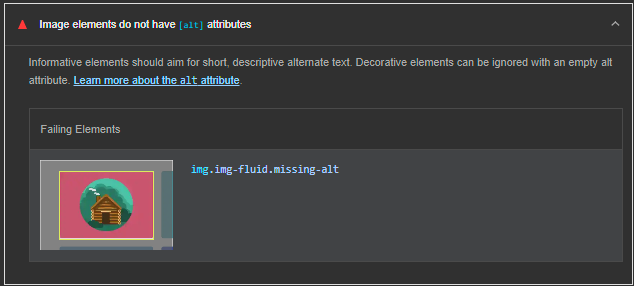 Image elements do not have [alt] attributes
Informative elements should aim for short, descriptive alternate text. Decorative elements can be ignored with an empty alt
attribute. Learn more about the alt attribute.
Failing Elements
img.img-fluid.missing-alt